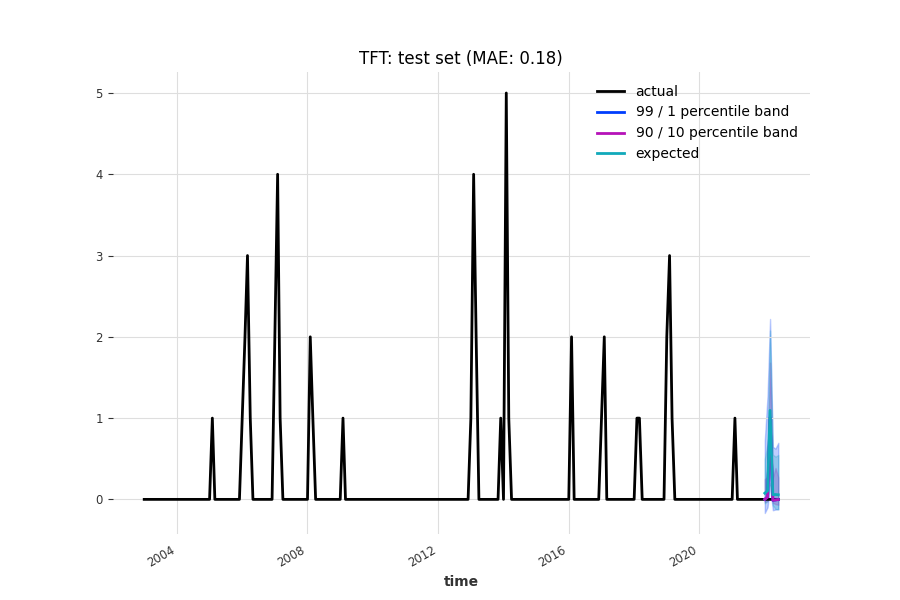 TFT: test set (MAE: 0.18)
actual
99 / 1 percentile band
90 / 10 percentile band
expected
5
4
3
2
1
0
2004
2008
2012
2016
2020
time